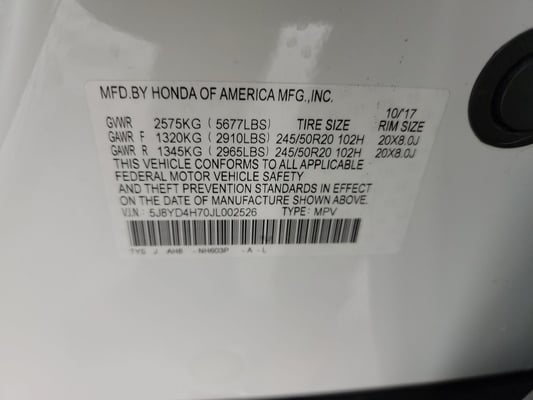 MFD.BY HONDA OF AMERICA MFG.,INC.
10/'17
GVWR 2575KG (5677LBS) TIRE SIZE RIM SIZE
GAWR F 1320KG (2910LBS) 245/50R20 102H 20X8.0J
GAWR R 1345KG (2965LBS) 245/50R20 102H 20X8.0J
THIS VEHICLE CONFORMS TO ALL APPLICABLE
FEDERAL MOTOR VEHICLE SAFETY
AND THEFT PREVENTION STANDARDS IN EFFECT
ON THE DATE OF MANUFACTURE SHOWN ABOVE.
V.I.N: 5J8YD4H70JL002526 TYPE: MPV
J AH6 - NH603P - A - L